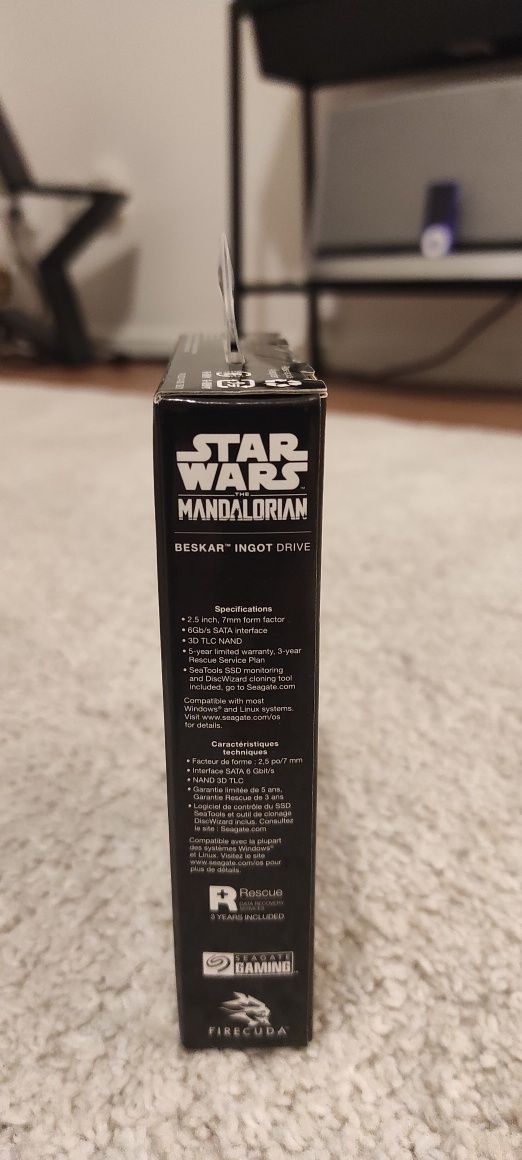 STAR
WARS™
THE
MANDALORIAN
BESKAR™ INGOT DRIVE
Specifications
• 2.5 inch, 7mm form factor
• 6Gb/s SATA interface
• 3D TLC NAND
• 5-year limited warranty, 3-year
Rescue Service Plan
• SeaTools SSD monitoring
and DiscWizard cloning tool
included, go to Seagate.com
Compatible with most
Windows® and Linux systems.
Visit www.seagate.com/os
for details.
Caractéristiques
techniques
• Facteur de forme : 2,5 po/7 mm
• Interface SATA 6 Gbit/s
• NAND 3D TLC
• Garantie limitée de 5 ans,
Garantie Rescue de 3 ans
• Logiciel de contrôle du SSD
SeaTools et outil de clonage
DiscWizard inclus. Consultez
le site : Seagate.com
Compatible avec la plupart
des systèmes Windows®
et Linux. Visitez le site
www.seagate.com/os pour
plus de détails.
R Rescue
DATA RECOVERY
SERVICES
3 YEARS INCLUDED
SEAGATE
GAMING™
FIRECUDA™